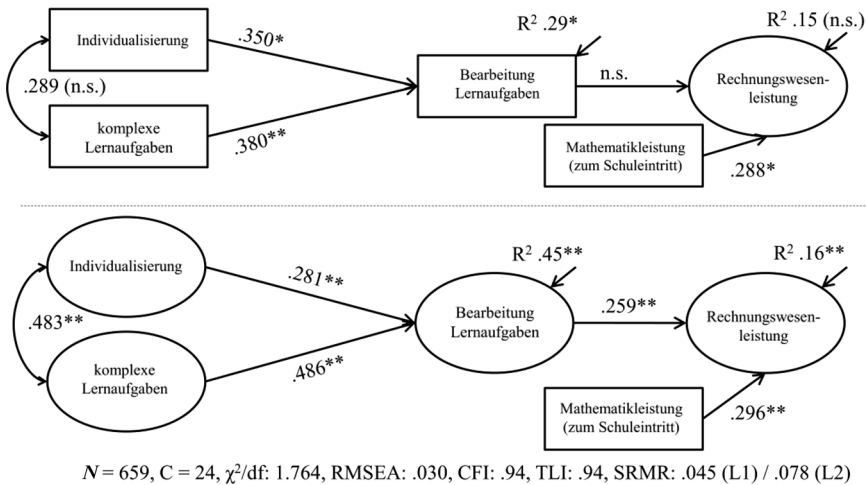 R² .29*
R² .15 (n.s.)
Individualisierung
.350*
.289 (n.s.)
Bearbeitung
Lernaufgaben
n.s.
Rechnungswesen-
leistung
komplexe
Lernaufgaben
.380**
Mathematikleistung
(zum Schuleintritt)
.288*
R² .45**
R² .16**
Individualisierung
.281**
.483**
Bearbeitung
Lernaufgaben
.259**
Rechnungswesen-
leistung
komplexe
Lernaufgaben
.486**
Mathematikleistung
(zum Schuleintritt)
.296**
N = 659, C = 24, χ²/df: 1.764, RMSEA: .030, CFI: .94, TLI: .94, SRMR: .045 (L1) / .078 (L2)